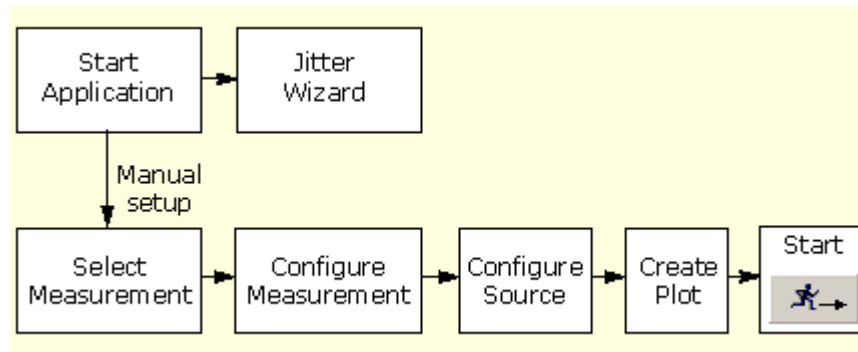 Start
Application
Jitter
Wizard
Manual
setup
Select
Measurement
Configure
Measurement
Configure
Source
Create
Plot
Start